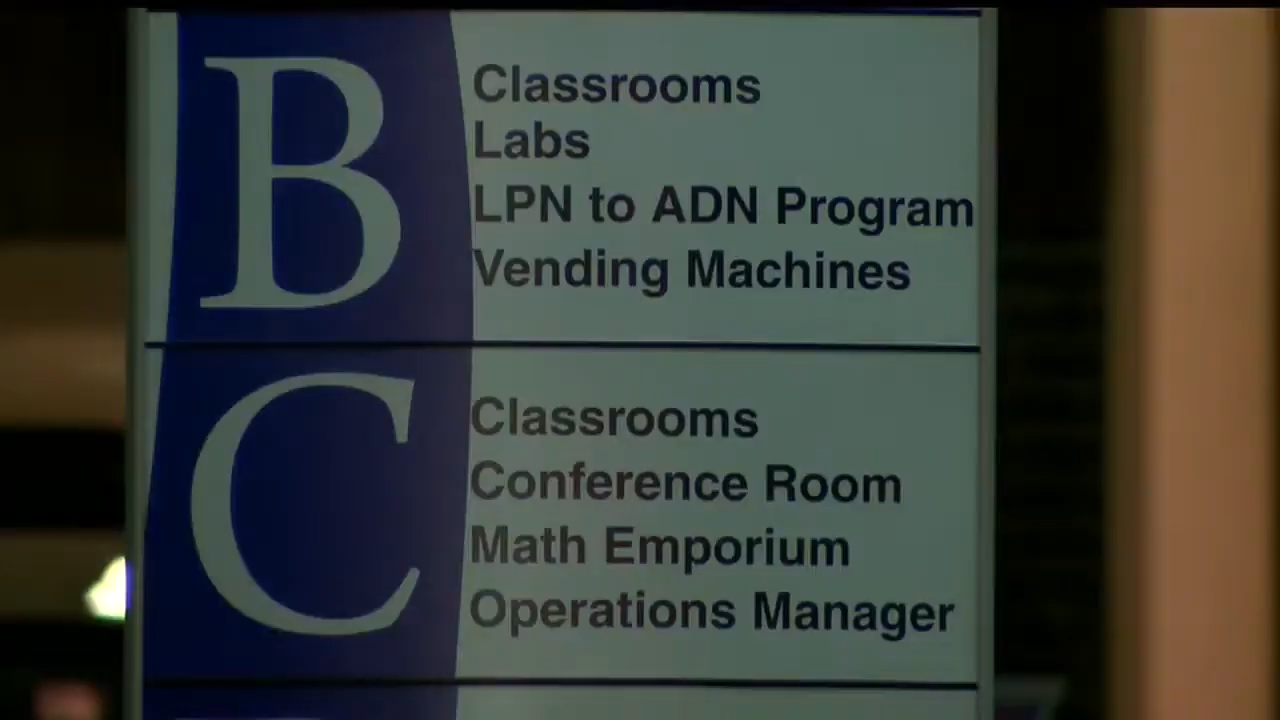 B
Classrooms
Labs
LPN to ADN Program
Vending Machines
C
Classrooms
Conference Room
Math Emporium
Operations Manager